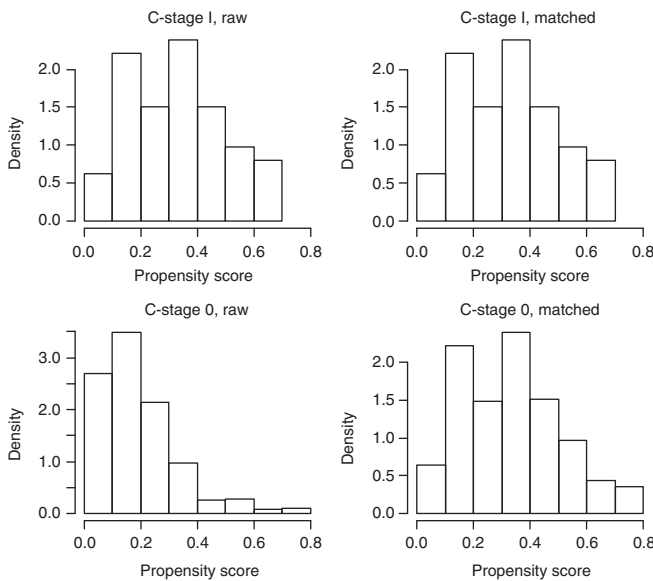 C-stage I, raw
Density
2.0
1.5
1.0
0.5
0.0
0.0 0.2 0.4 0.6 0.8
Propensity score
C-stage I, matched
Density
2.0
1.5
1.0
0.5
0.0
0.0 0.2 0.4 0.6 0.8
Propensity score
C-stage 0, raw
Density
3.0
2.0
1.0
0.0
0.0 0.2 0.4 0.6 0.8
Propensity score
C-stage 0, matched
Density
2.0
1.5
1.0
0.5
0.0
0.0 0.2 0.4 0.6 0.8
Propensity score